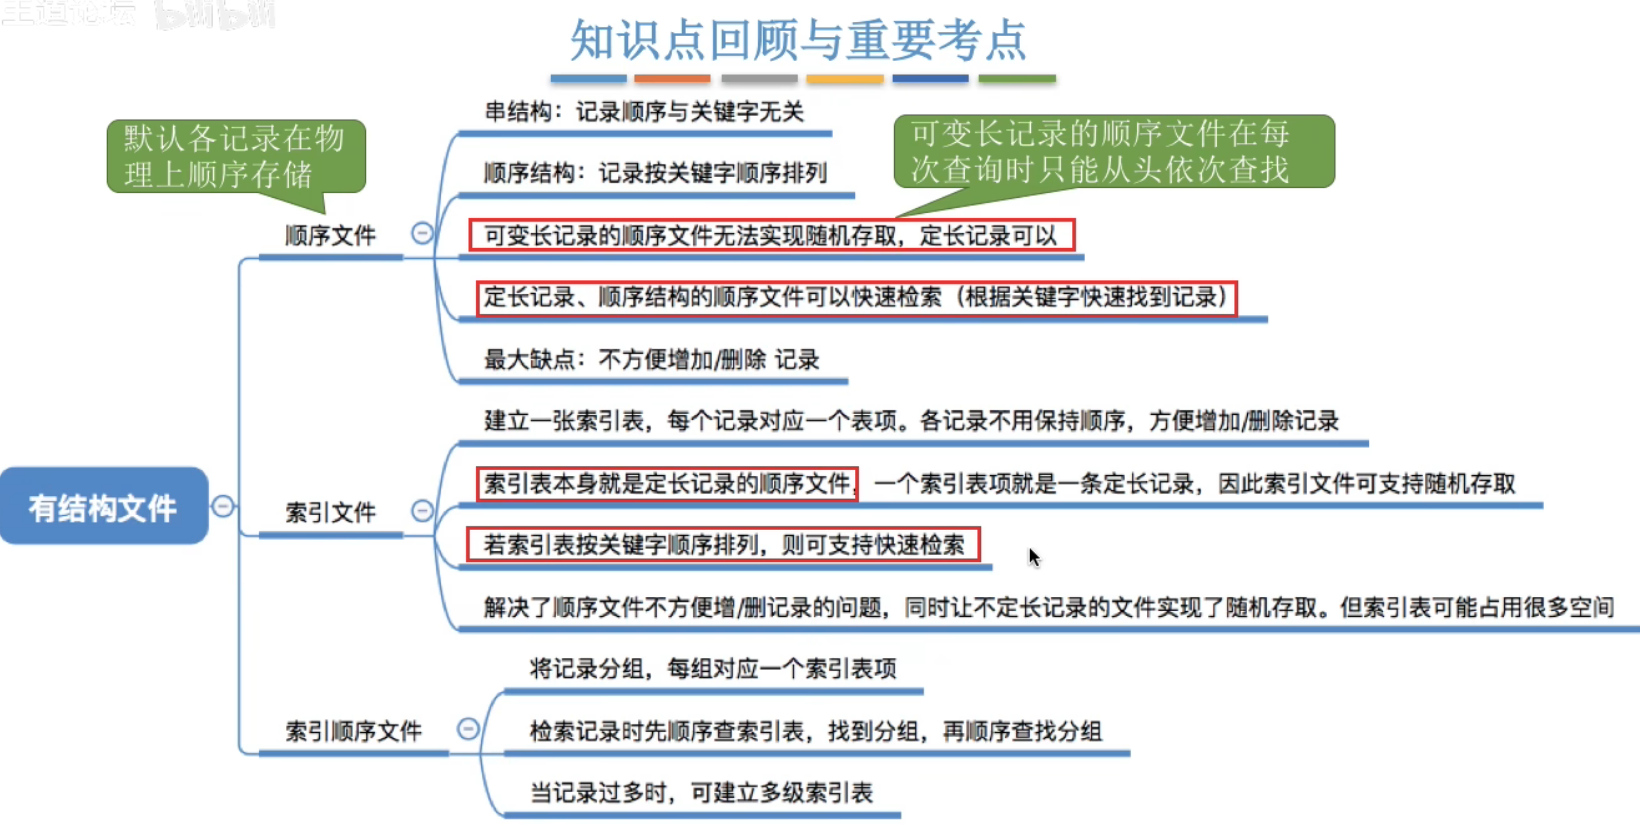 王道论坛 bilibili
知识点回顾与重要考点
默认各记录在物
理上顺序存储
可变长记录的顺序文件在每
次查询时只能从头依次查找
有结构文件
顺序文件
串结构：记录顺序与关键字无关
顺序结构：记录按关键字顺序排列
可变长记录的顺序文件无法实现随机存取，定长记录可以
定长记录、顺序结构的顺序文件可以快速检索（根据关键字快速找到记录）
最大缺点：不方便增加/删除 记录
索引文件
建立一张索引表，每个记录对应一个表项。各记录不用保持顺序，方便增加/删除记录
索引表本身就是定长记录的顺序文件，一个索引表项就是一条定长记录，因此索引文件可支持随机存取
若索引表按关键字顺序排列，则可支持快速检索
解决了顺序文件不方便增/删记录的问题，同时让不定长记录的文件实现了随机存取。但索引表可能占用很多空间
索引顺序文件
将记录分组，每组对应一个索引表项
检索记录时先顺序查索引表，找到分组，再顺序查找分组
当记录过多时，可建立多级索引表